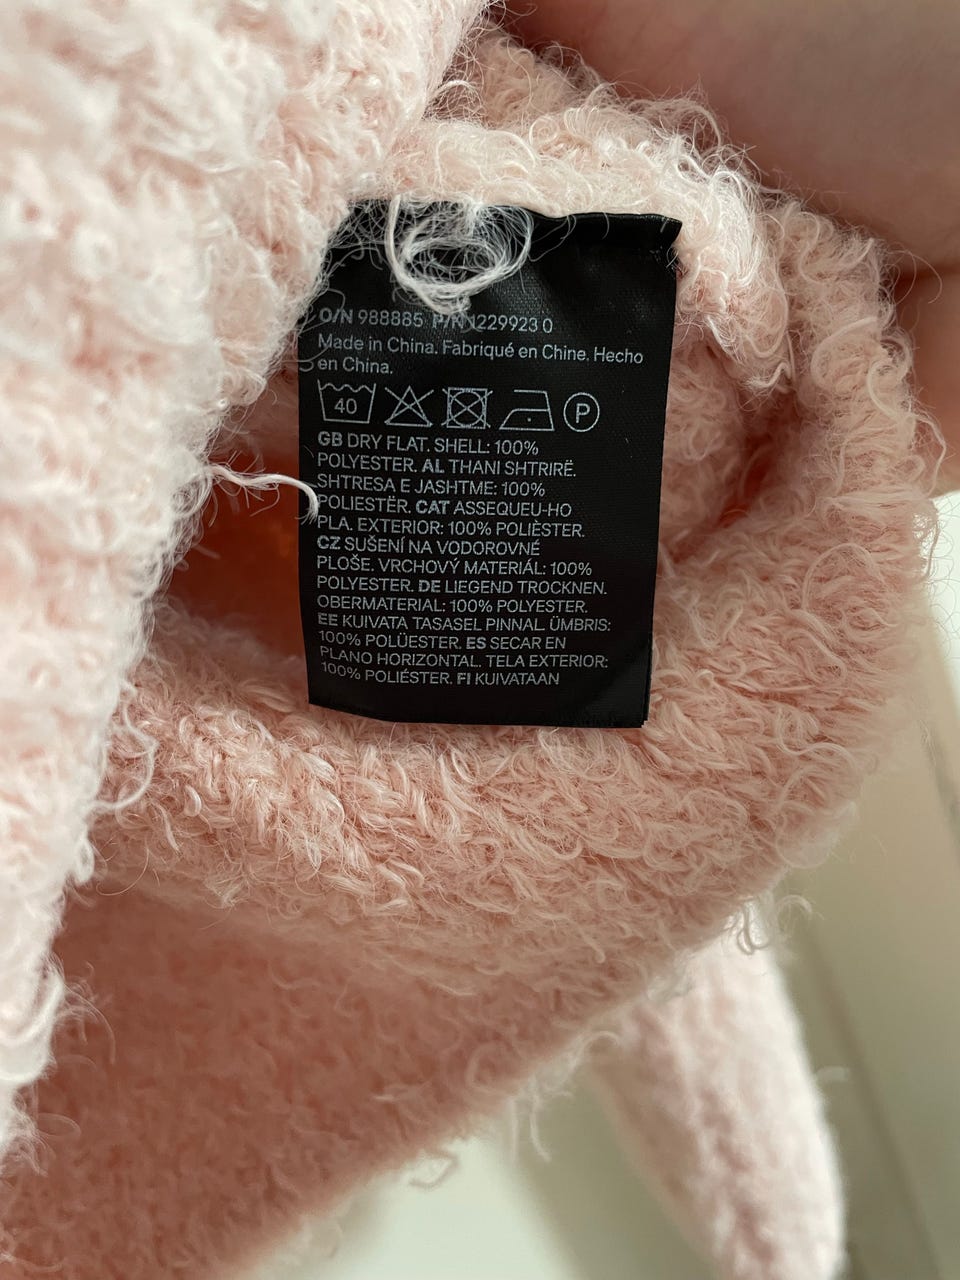 O/N 988885 P/N 1229923 0
Made in China. Fabriqué en Chine. Hecho
en China.
40 P
GB DRY FLAT. SHELL: 100%
POLYESTER. AL THANI SHTRIRË.
SHTRESA E JASHTME: 100%
POLIESTËR. CAT ASSEQUEU-HO
PLA. EXTERIOR: 100% POLIÈSTER.
CZ SUŠENÍ NA VODOROVNÉ
PLOŠE. VRCHOVÝ MATERIÁL: 100%
POLYESTER. DE LIEGEND TROCKNEN.
OBERMATERIAL: 100% POLYESTER.
EE KUIVATA TASASEL PINNAL. ÜMBRIS:
100% POLÜESTER. ES SECAR EN
PLANO HORIZONTAL. TELA EXTERIOR:
100% POLIÉSTER. FI KUIVATAAN